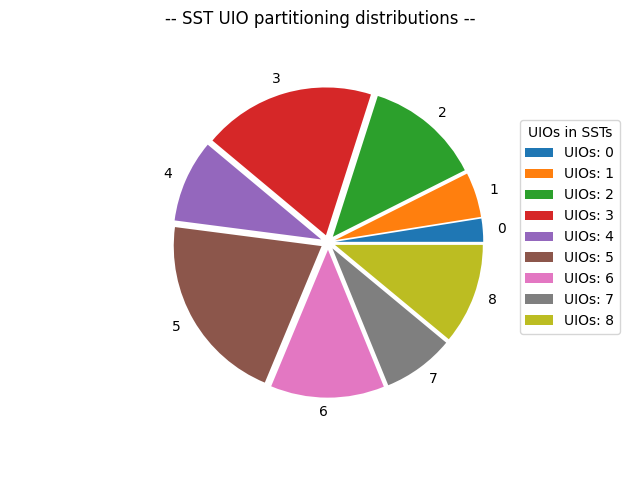 -- SST UIO partitioning distributions --
3
2
4
1
0
5
8
7
6
UIOs in SSTs
UIOs: 0
UIOs: 1
UIOs: 2
UIOs: 3
UIOs: 4
UIOs: 5
UIOs: 6
UIOs: 7
UIOs: 8